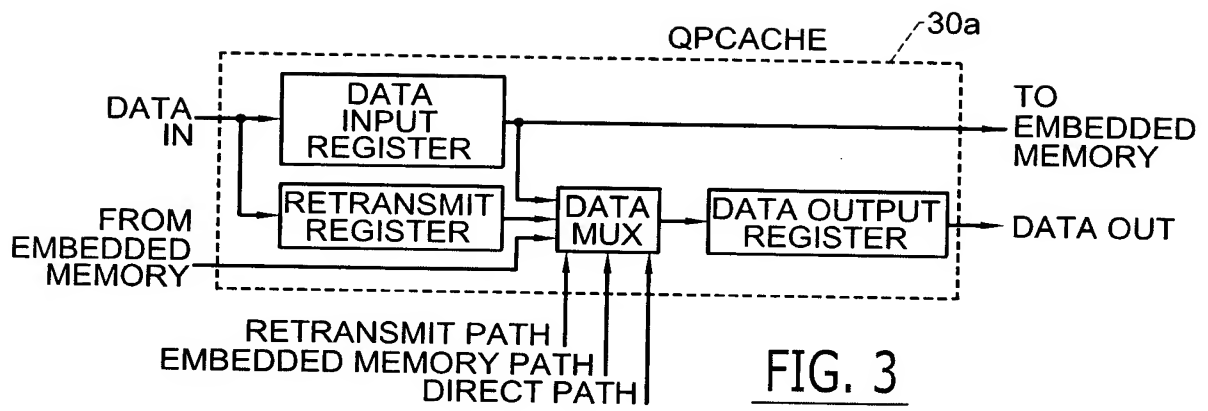 QPCACHE
30a
DATA
IN
DATA
INPUT
REGISTER
TO
EMBEDDED
MEMORY
FROM
EMBEDDED
MEMORY
RETRANSMIT
REGISTER
DATA
MUX
DATA OUTPUT
REGISTER
DATA OUT
RETRANSMIT PATH
EMBEDDED MEMORY PATH
DIRECT PATH
FIG. 3